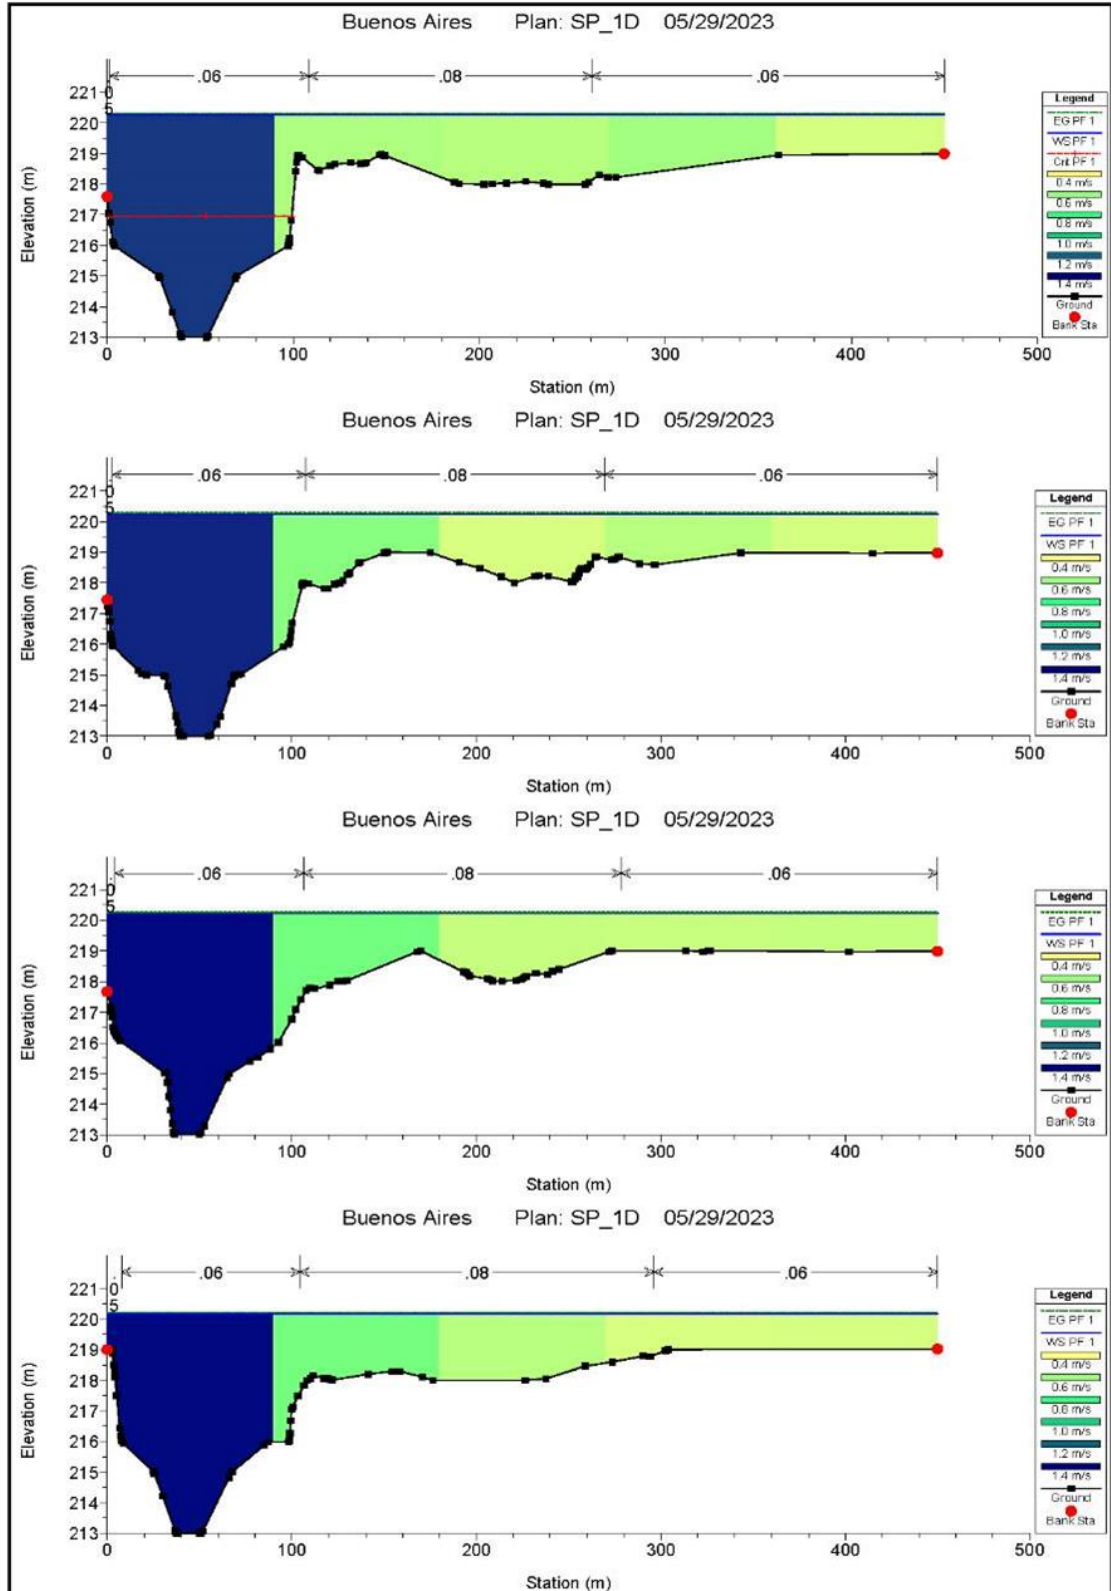 Buenos Aires Plan: SP_1D 05/29/2023
.06 .08 .06
0
5
221
220
219
218
217
216
215
214
213
Elevation (m)
0 100 200 300 400 500
Station (m)
Legend
EG PF 1
WS PF 1
Crit PF 1
0.4 m/s
0.6 m/s
0.8 m/s
1.0 m/s
1.2 m/s
1.4 m/s
Ground
Bank Sta
Buenos Aires Plan: SP_1D 05/29/2023
.06 .08 .06
0
5
221
220
219
218
217
216
215
214
213
Elevation (m)
0 100 200 300 400 500
Station (m)
Legend
EG PF 1
WS PF 1
0.4 m/s
0.6 m/s
0.8 m/s
1.0 m/s
1.2 m/s
1.4 m/s
Ground
Bank Sta
Buenos Aires Plan: SP_1D 05/29/2023
.06 .08 .06
0
5
221
220
219
218
217
216
215
214
213
Elevation (m)
0 100 200 300 400 500
Station (m)
Legend
EG PF 1
WS PF 1
0.4 m/s
0.6 m/s
0.8 m/s
1.0 m/s
1.2 m/s
1.4 m/s
Ground
Bank Sta
Buenos Aires Plan: SP_1D 05/29/2023
. .06 .08 .06
0
5
221
220
219
218
217
216
215
214
213
Elevation (m)
0 100 200 300 400 500
Station (m)
Legend
EG PF 1
WS PF 1
0.4 m/s
0.6 m/s
0.8 m/s
1.0 m/s
1.2 m/s
1.4 m/s
Ground
Bank Sta